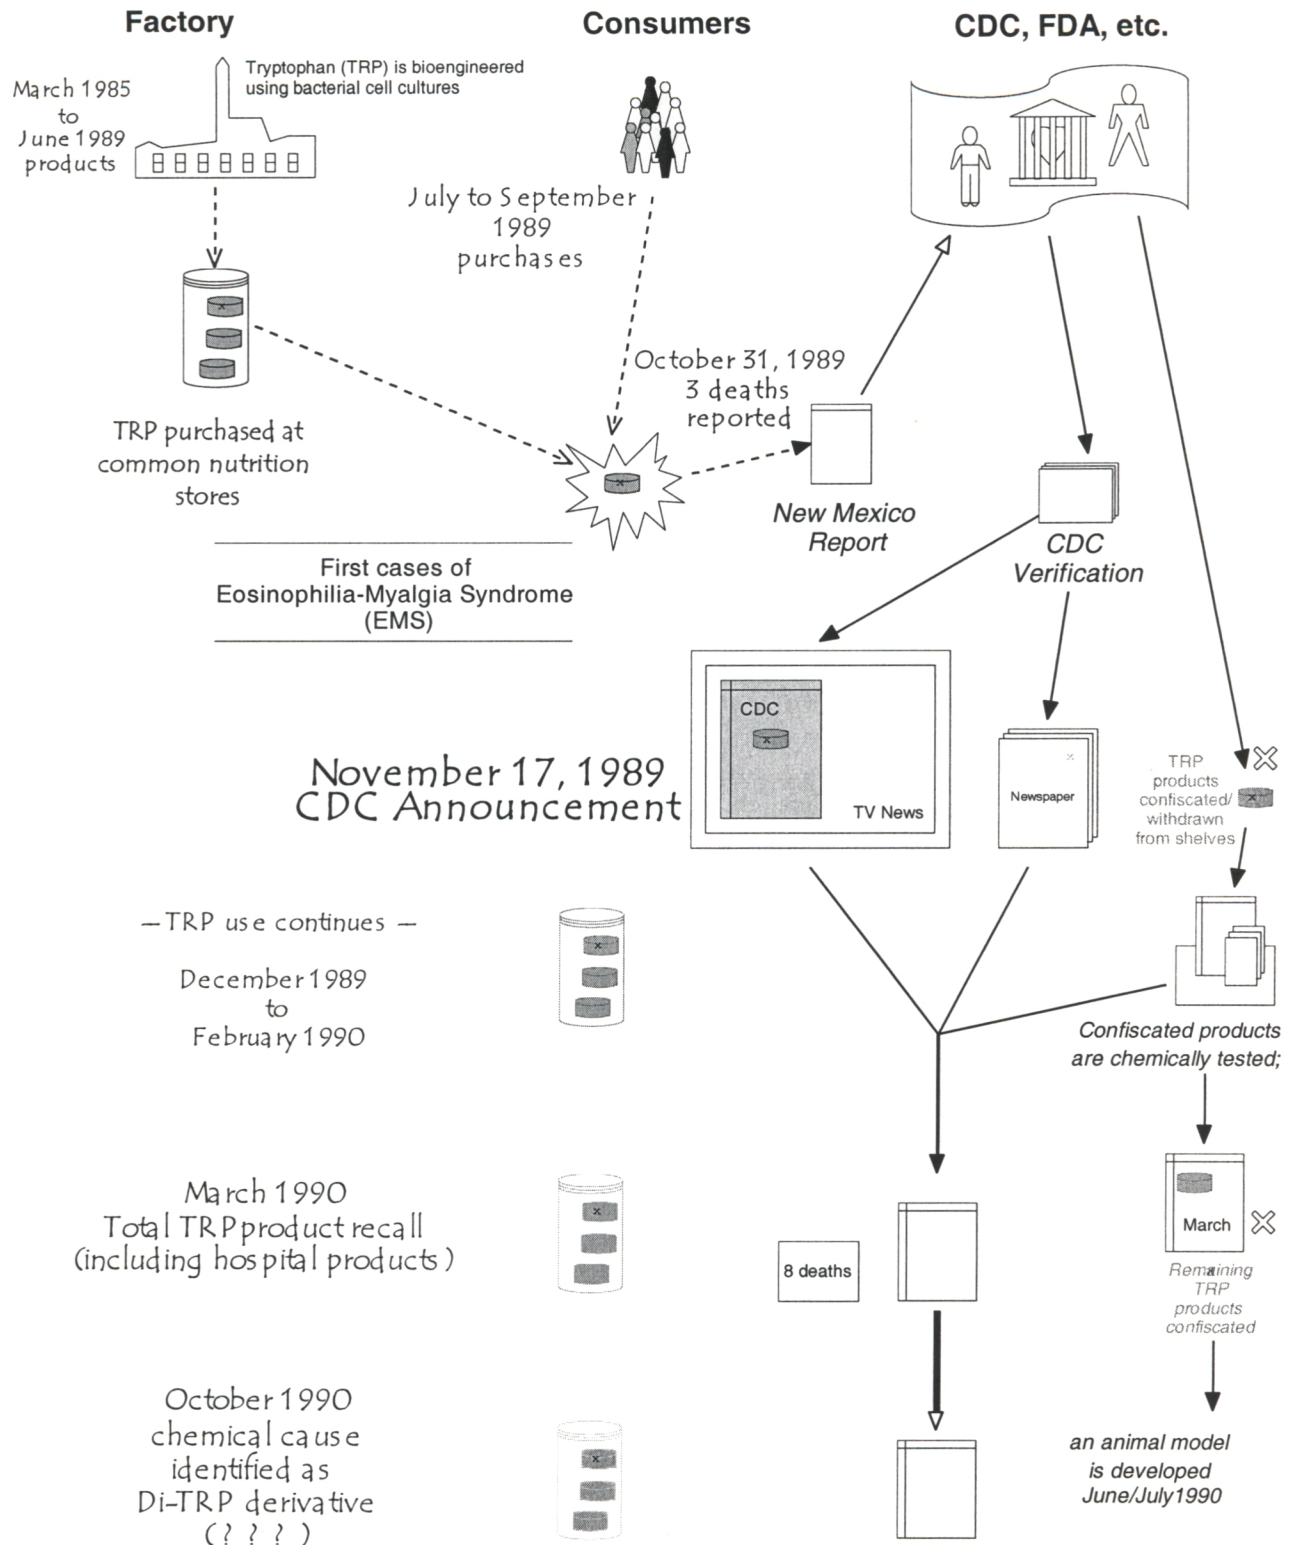 Factory
Consumers
CDC, FDA, etc.
March 1985
to
June 1989
products
Tryptophan (TRP) is bioengineered
using bacterial cell cultures
July to September
1989
purchases
TRP purchased at
common nutrition
stores
October 31, 1989
3 deaths
reported
New Mexico
Report
CDC
Verification
First cases of
Eosinophilia-Myalgia Syndrome
(EMS)
November 17, 1989
CDC Announcement
CDC
TV News
Newspaper
TRP
products
confiscated/
withdrawn
from shelves
— TRP use continues —
December 1989
to
February 1990
Confiscated products
are chemically tested;
March 1990
Total TRP product recall
(including hospital products)
8 deaths
March
Remaining
TRP
products
confiscated
October 1990
chemical cause
identified as
Di-TRP derivative
(? ? ?)
an animal model
is developed
June/July1990